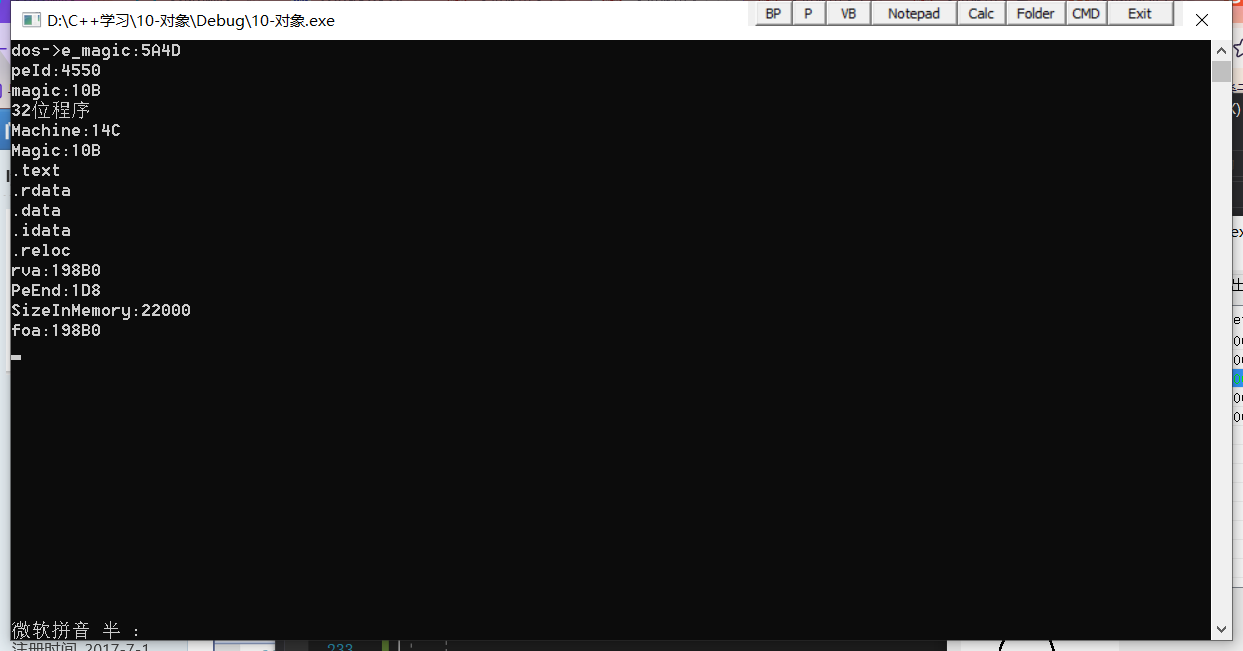 D:\C++学习\10-对象\Debug\10-对象.exe
BP P VB Notepad Calc Folder CMD Exit
dos->e_magic:5A4D
peId:4550
magic:10B
32位程序
Machine:14C
Magic:10B
.text
.rdata
.data
.idata
.reloc
rva:198B0
PeEnd:1D8
SizeInMemory:22000
foa:198B0
微软拼音 半 :
注册时间 2017-7-1
233